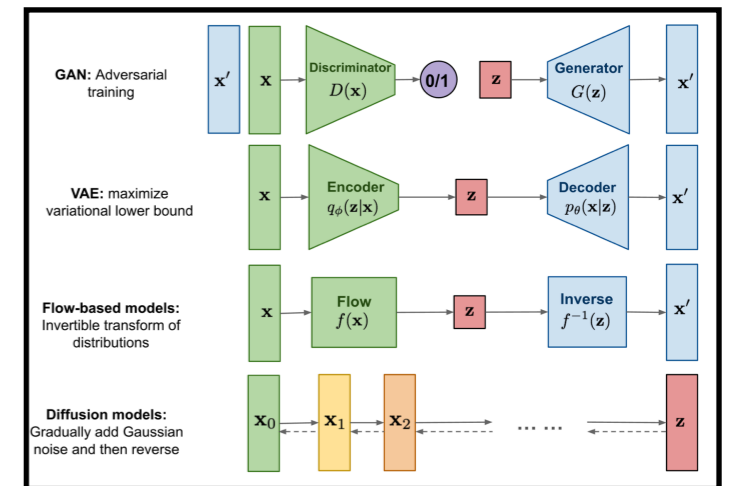 GAN: Adversarial
training
x′
x
Discriminator
D(x)
0/1
z
Generator
G(z)
x′
VAE: maximize
variational lower bound
x
Encoder
qϕ(z|x)
z
Decoder
pθ(x|z)
x′
Flow-based models:
Invertible transform of
distributions
x
Flow
f(x)
z
Inverse
f⁻¹(z)
x′
Diffusion models:
Gradually add Gaussian
noise and then reverse
x₀
x₁
x₂
... ...
z